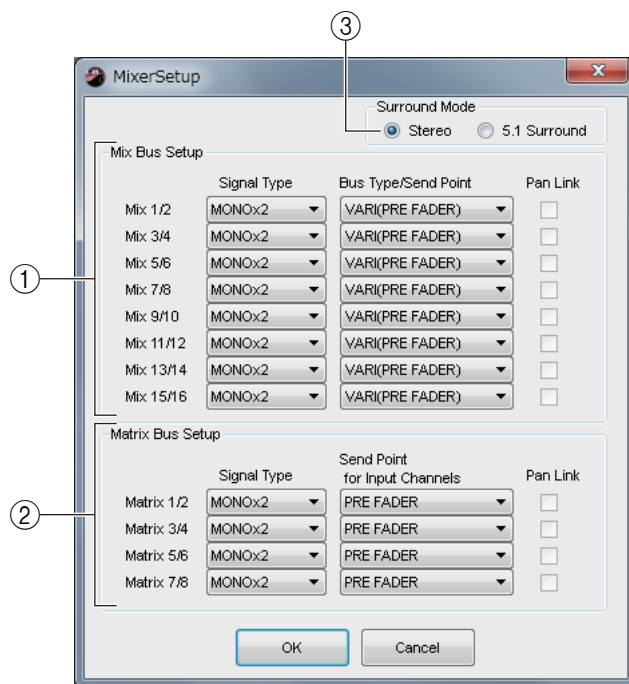 ③
MixerSetup
Surround Mode
Stereo 5.1 Surround
①
Mix Bus Setup
Signal Type Bus Type/Send Point Pan Link
Mix 1/2 MONOx2 VARI(PRE FADER)
Mix 3/4 MONOx2 VARI(PRE FADER)
Mix 5/6 MONOx2 VARI(PRE FADER)
Mix 7/8 MONOx2 VARI(PRE FADER)
Mix 9/10 MONOx2 VARI(PRE FADER)
Mix 11/12 MONOx2 VARI(PRE FADER)
Mix 13/14 MONOx2 VARI(PRE FADER)
Mix 15/16 MONOx2 VARI(PRE FADER)
②
Matrix Bus Setup
Signal Type Send Point for Input Channels Pan Link
Matrix 1/2 MONOx2 PRE FADER
Matrix 3/4 MONOx2 PRE FADER
Matrix 5/6 MONOx2 PRE FADER
Matrix 7/8 MONOx2 PRE FADER
OK Cancel